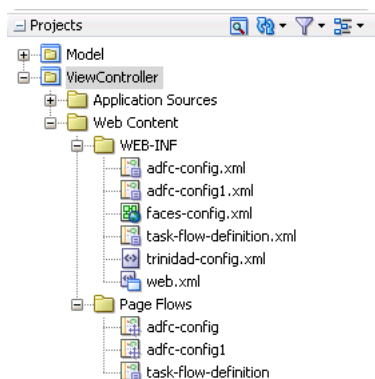 Projects
Model
ViewController
Application Sources
Web Content
WEB-INF
adfc-config.xml
adfc-config1.xml
faces-config.xml
task-flow-definition.xml
trinidad-config.xml
web.xml
Page Flows
adfc-config
adfc-config1
task-flow-definition